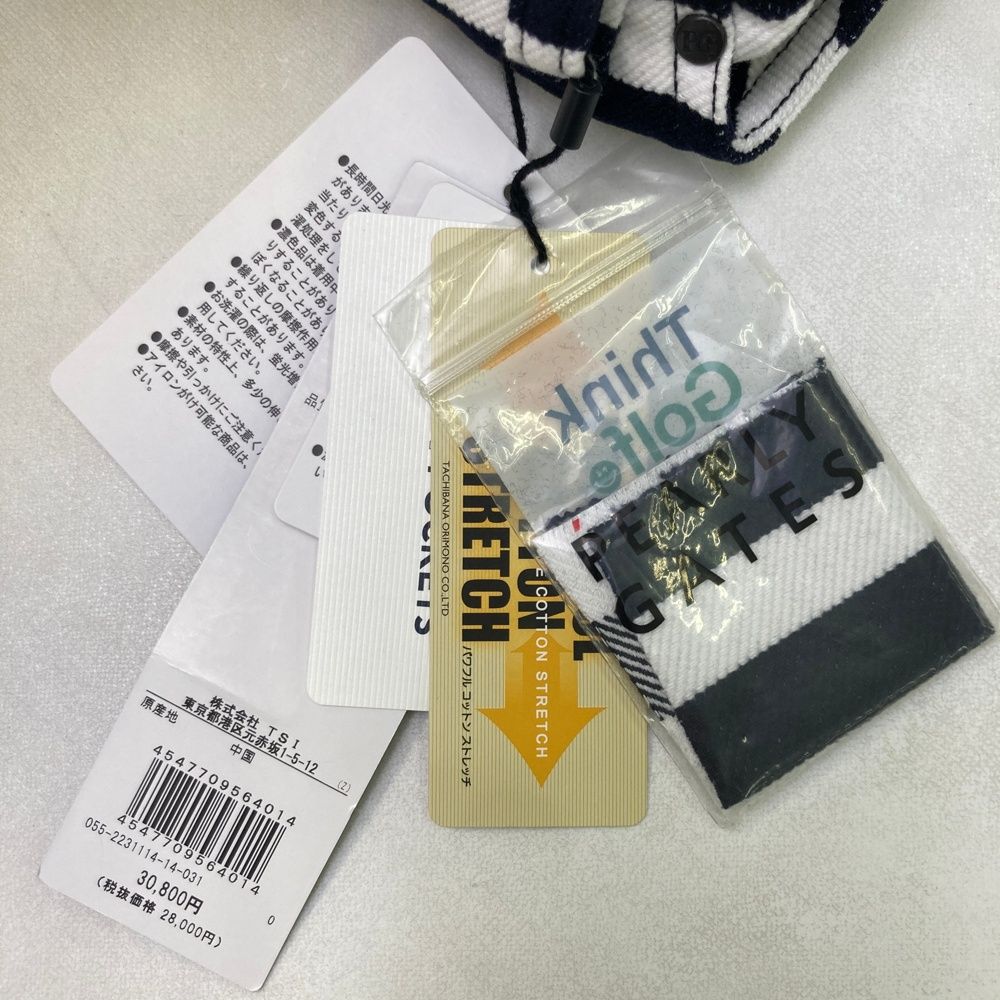 ●長時間日光
があります
当たり
変色する
濯処理をし
●濃色品は着用中
りすることがあり
ぼくなることがあ
●繰り返しの摩擦作用
することがあります。
●お洗濯の際は、蛍光増
用してください。
●素材の特性上、多少の伸
あります。
●摩擦や引っかけにご注意く
●アイロンがけ可能な商品は、
さい。
株式会社 TSI
東京都港区元赤坂1-5-12
原産地 中国
(Z)
4547709564014
4547709564014
055-2231114-14-031
30,800円
(税抜価格 28,000円)
0
STRETCH
TACHIBANA ORIMONO CO.,LTD
COTTON STRETCH
パワフル コットン ストレッチ
Think
Golf
PEARLY
GATES
PG